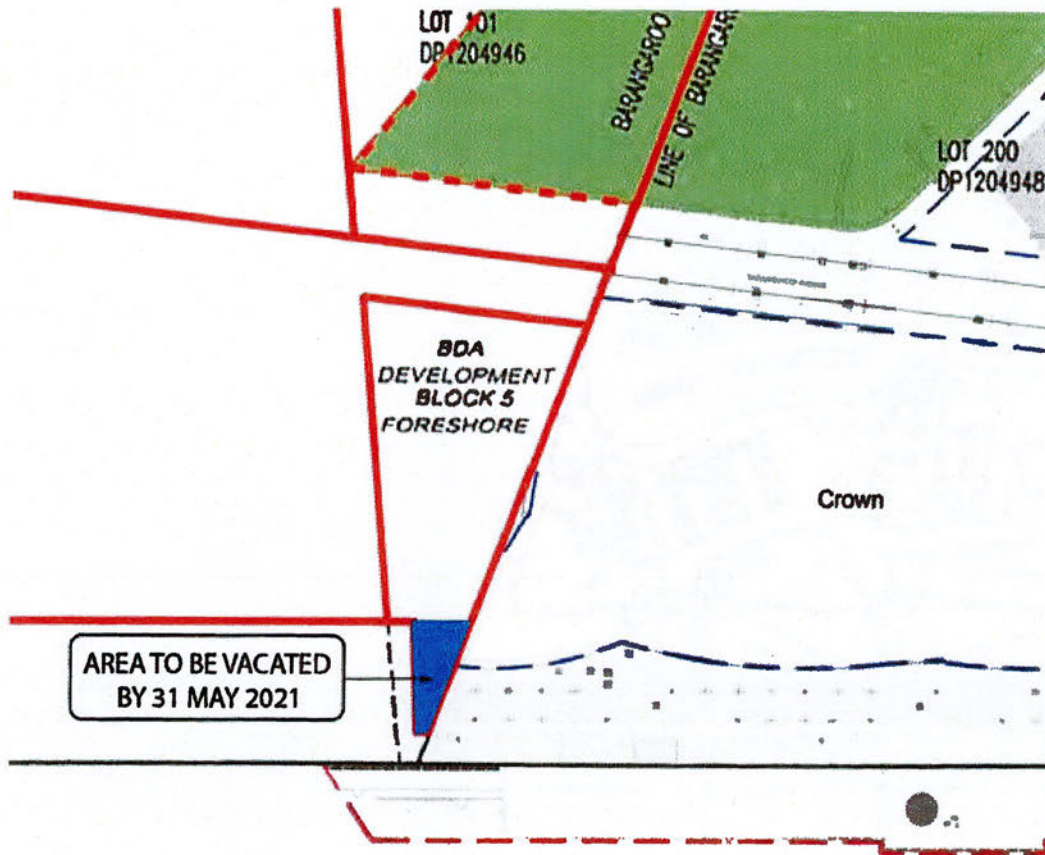 LOT 101
DP1204946
BARANGAROO
LINE OF BARANGAR
LOT 200
DP1204948
BDA
DEVELOPMENT
BLOCK 5
FORESHORE
Crown
AREA TO BE VACATED
BY 31 MAY 2021